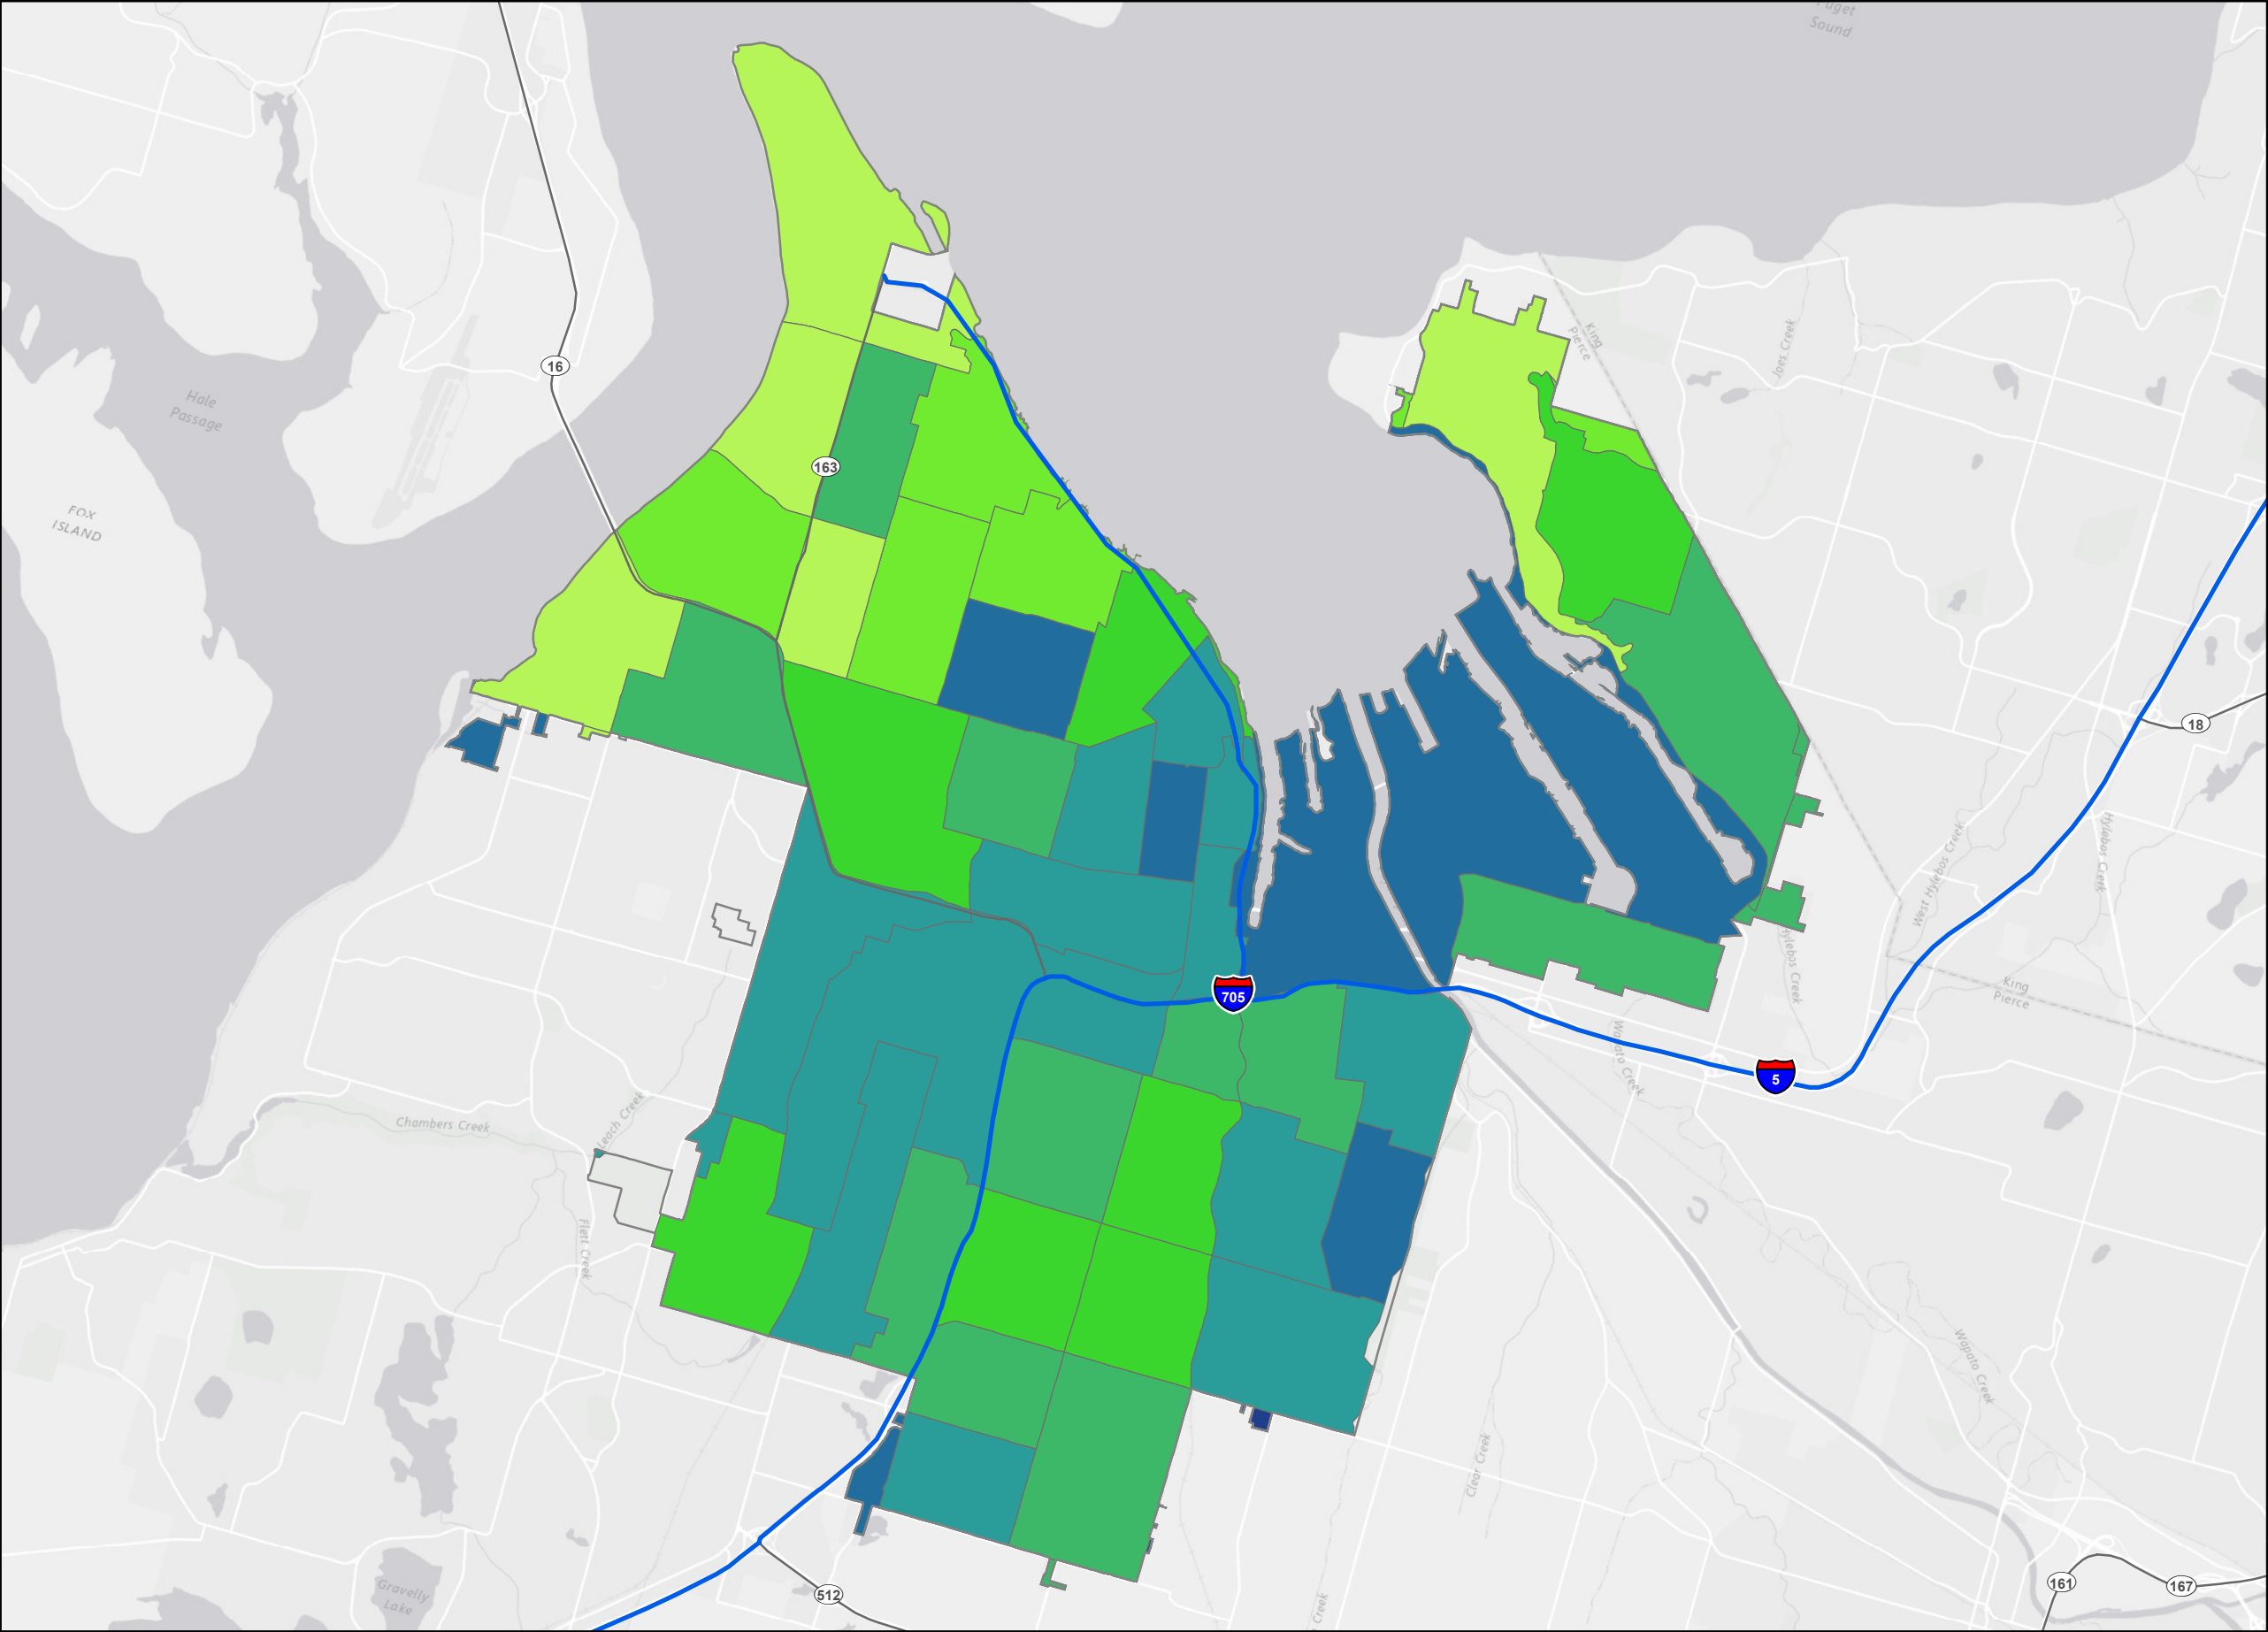 Puget
Sound
King
Pierce
Joes Creek
16
Hale
Passage
163
FOX
ISLAND
18
West Hylebos Creek
Hylebos Creek
Hylebos Creek
705
King
Pierce
Wapato Creek
5
Leach Creek
Chambers Creek
Flett Creek
Wapato Creek
Clear Creek
Gravelly
Lake
512
Creek
161
167